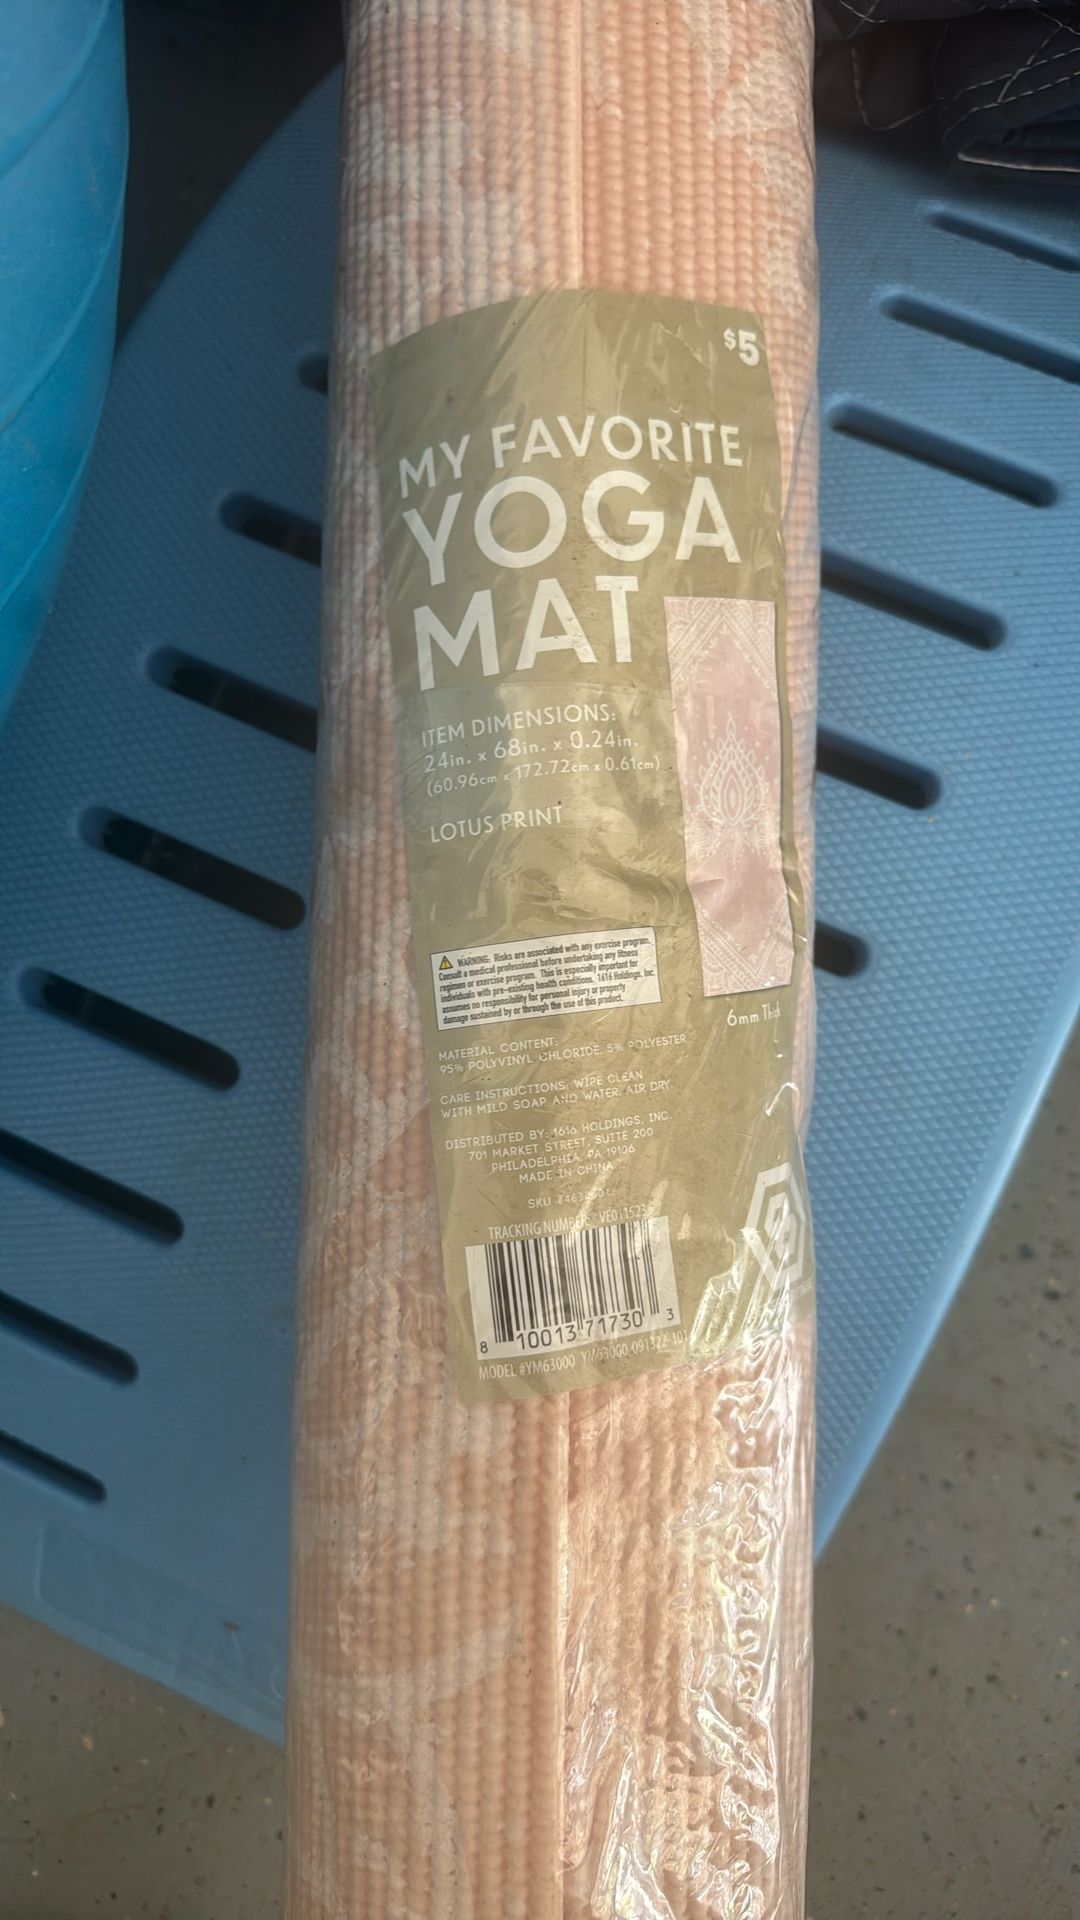 $5
MY FAVORITE
YOGA
MAT
ITEM DIMENSIONS:
24in. x 68in. x 0.24in.
(60.96cm x 172.72cm x 0.61cm)
LOTUS PRINT
WARNING: Risks are associated with any exercise program.
Consult a medical professional before undertaking any fitness
regimen or exercise program. This is especially important for
individuals with pre-existing health conditions. 1616 Holdings, Inc.
assumes no responsibility for personal injury or property
damage sustained by or through the use of this product.
6mm Thick
MATERIAL CONTENT:
95% POLYVINYL CHLORIDE, 5% POLYESTER
CARE INSTRUCTIONS: WIPE CLEAN
WITH MILD SOAP AND WATER. AIR DRY.
DISTRIBUTED BY: 1616 HOLDINGS, INC.
701 MARKET STREET, SUITE 200
PHILADELPHIA, PA 19106
MADE IN CHINA
SKU
TRACKING NUMBER:
8 10013 71730 3
MODEL #YM63000 YM63000-091322-101